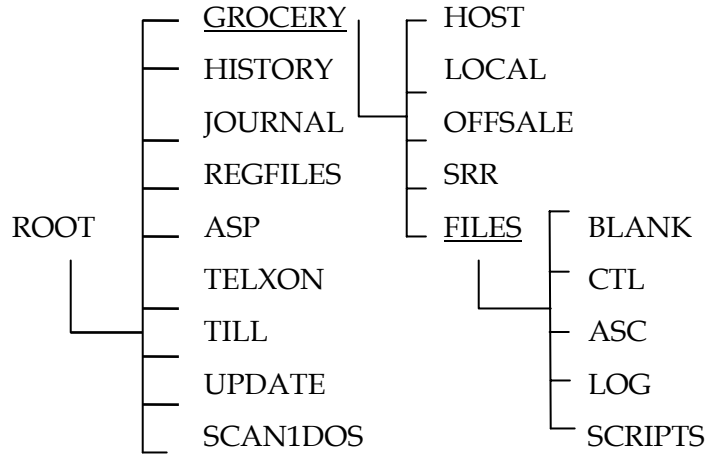 GROCERY HOST
HISTORY LOCAL
JOURNAL OFFSALE
REGFILES SRR
ROOT ASP FILES BLANK
TELXON CTL
TILL ASC
UPDATE LOG
SCAN1DOS SCRIPTS